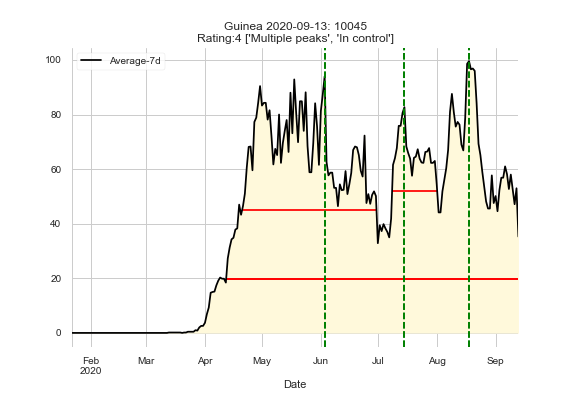 Guinea 2020-09-13: 10045
Rating:4 ['Multiple peaks', 'In control']
Average-7d
100
80
60
40
20
0
Feb Mar Apr May Jun Jul Aug Sep
2020
Date